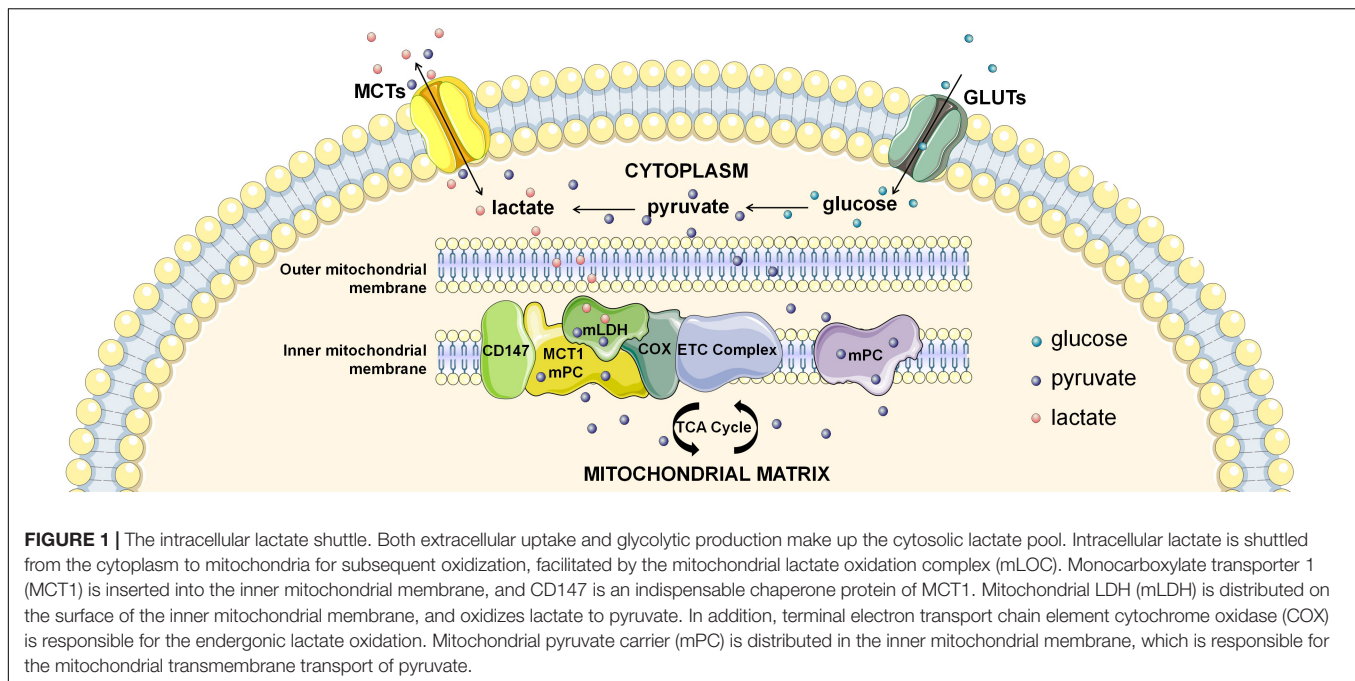 MCTs
GLUTs
CYTOPLASM
lactate
pyruvate
glucose
Outer mitochondrial
membrane
Inner mitochondrial
membrane
CD147
MCT1
mPC
mLDH
COX
ETC Complex
mPC
glucose
pyruvate
lactate
TCA Cycle
MITOCHONDRIAL MATRIX
FIGURE 1 | The intracellular lactate shuttle. Both extracellular uptake and glycolytic production make up the cytosolic lactate pool. Intracellular lactate is shuttled
from the cytoplasm to mitochondria for subsequent oxidization, facilitated by the mitochondrial lactate oxidation complex (mLOC). Monocarboxylate transporter 1
(MCT1) is inserted into the inner mitochondrial membrane, and CD147 is an indispensable chaperone protein of MCT1. Mitochondrial LDH (mLDH) is distributed on
the surface of the inner mitochondrial membrane, and oxidizes lactate to pyruvate. In addition, terminal electron transport chain element cytochrome oxidase (COX)
is responsible for the endergonic lactate oxidation. Mitochondrial pyruvate carrier (mPC) is distributed in the inner mitochondrial membrane, which is responsible for
the mitochondrial transmembrane transport of pyruvate.